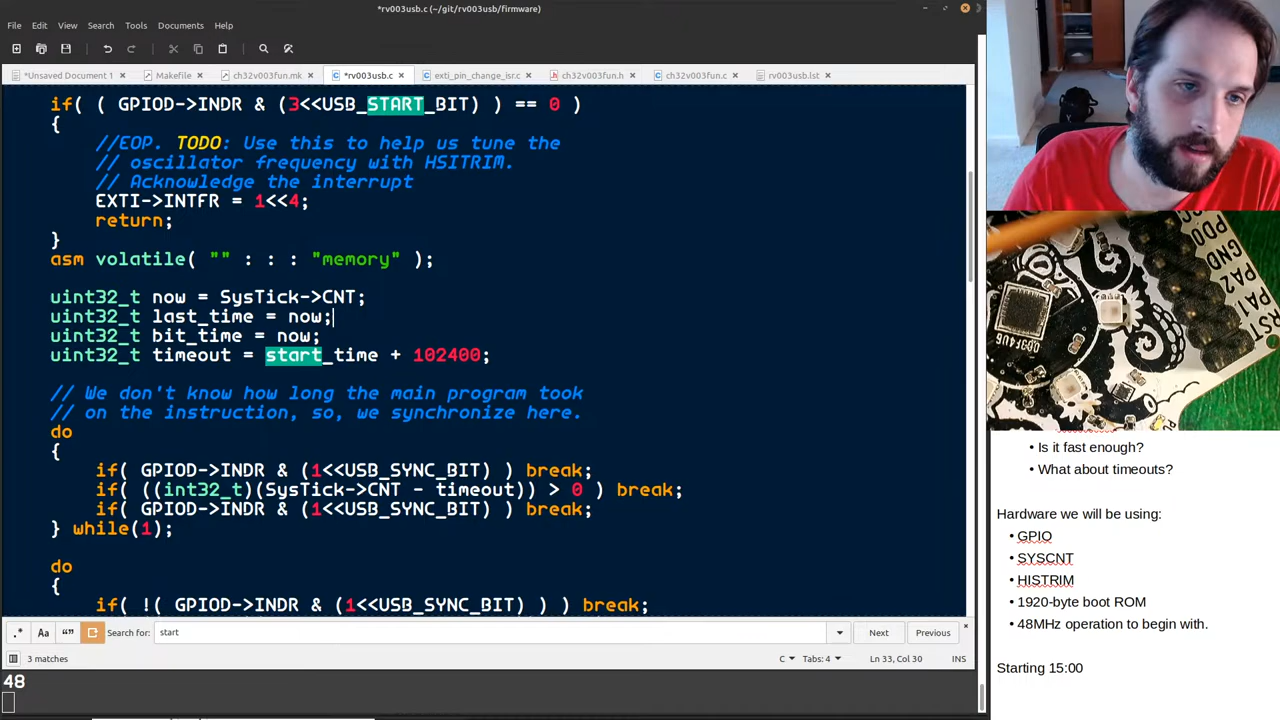 *rv003usb.c (~/git/rv003usb/firmware)
File Edit View Search Tools Documents Help
*Unsaved Document 1 Makefile ch32v003fun.mk *rv003usb.c exti_pin_change_isr.c ch32v003fun.h ch32v003fun.c rv003usb.lst
if( ( GPIOD->INDR & (3<<USB_START_BIT) ) == 0 )
{
//EOP. TODO: Use this to help us tune the
// oscillator frequency with HSITRIM.
// Acknowledge the interrupt
EXTI->INTFR = 1<<4;
return;
}
asm volatile( "" : : : "memory" );
uint32_t now = SysTick->CNT;
uint32_t last_time = now;
uint32_t bit_time = now;
uint32_t timeout = start_time + 102400;
// We don't know how long the main program took
// on the instruction, so, we synchronize here.
do
{
if( GPIOD->INDR & (1<<USB_SYNC_BIT) ) break;
if( ((int32_t)(SysTick->CNT - timeout)) > 0 ) break;
if( GPIOD->INDR & (1<<USB_SYNC_BIT) ) break;
} while(1);
do
{
if( !( GPIOD->INDR & (1<<USB_SYNC_BIT) ) ) break;
.* Aa “” Search for: start Next Previous
3 matches C Tabs: 4 Ln 33, Col 30 INS
48
PD0
GND
PA2
PA1
RST
• Is it fast enough?
• What about timeouts?
Hardware we will be using:
• GPIO
• SYSCNT
• HISTRIM
• 1920-byte boot ROM
• 48MHz operation to begin with.
Starting 15:00